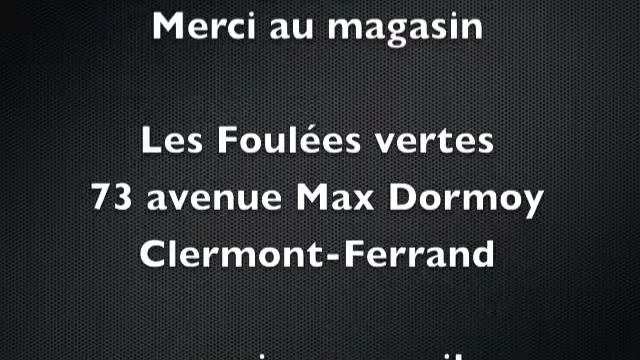 Merci au magasin
Les Foulées vertes
73 avenue Max Dormoy
Clermont-Ferrand